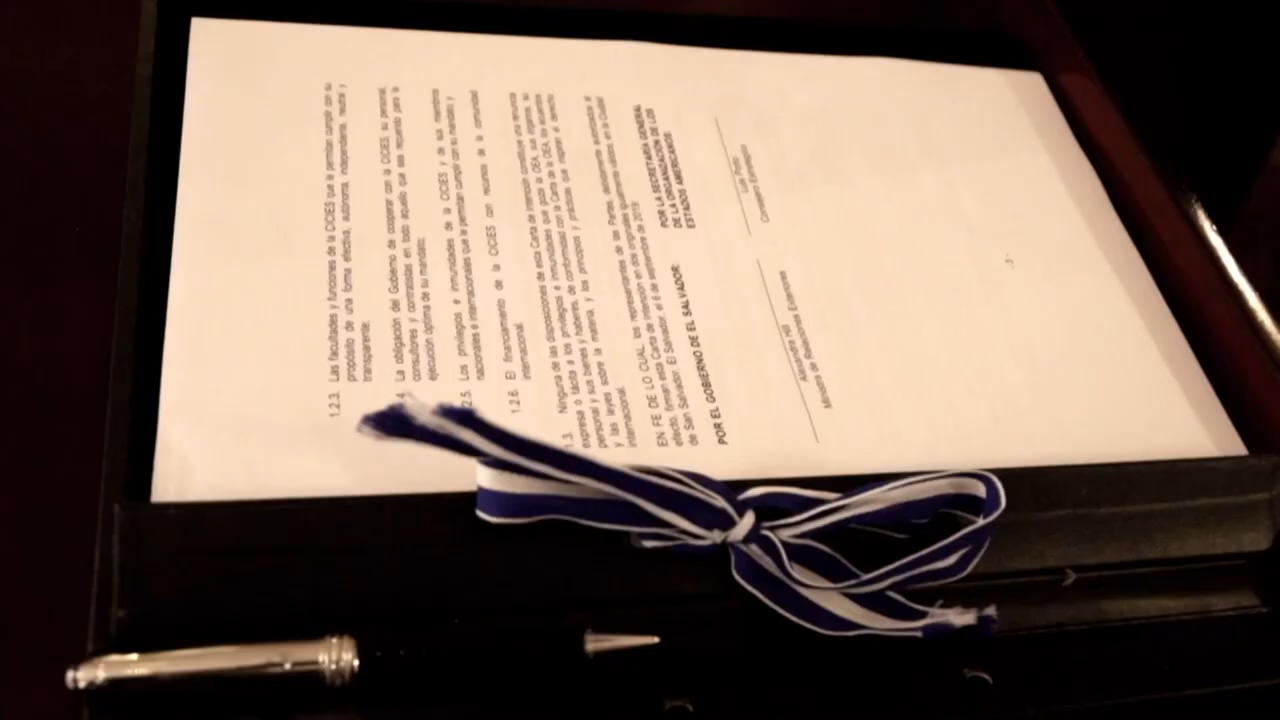 1.2.3. Las facultades y funciones de la CICIES que le permitan cumplir con su
propósito de una forma efectiva, autónoma, independiente, neutral y
transparente;
4. La obligación del Gobierno de cooperar con la CICIES, su personal,
consultores y contratistas en todo aquello que sea requerido para la
ejecución óptima de su mandato;
2.5. Los privilegios e inmunidades de la CICIES y de sus miembros
nacionales e internacionales que le permitan cumplir con su mandato; y
1.2.6. El financiamiento de la CICIES con recursos de la comunidad
internacional.
1.3. Ninguna de las disposiciones de esta Carta de Intención constituye una renuncia
expresa o tácita a los privilegios e inmunidades que goza la OEA, sus órganos, su
personal y sus bienes y haberes, de conformidad con la Carta de la OEA, los acuerdos
y las leyes sobre la materia, y los principios y prácticas que inspiran el derecho
internacional.
EN FE DE LO CUAL, los representantes de las Partes, debidamente autorizados al
efecto, firman esta Carta de Intención en dos originales igualmente válidos, en la Ciudad
de San Salvador, El Salvador, el 6 de septiembre de 2019:
POR EL GOBIERNO DE EL SALVADOR:
POR LA SECRETARÍA GENERAL
DE LA ORGANIZACIÓN DE LOS
ESTADOS AMERICANOS:
Alexandra Hill
Ministra de Relaciones Exteriores
Luis Porto
Consejero Estratégico